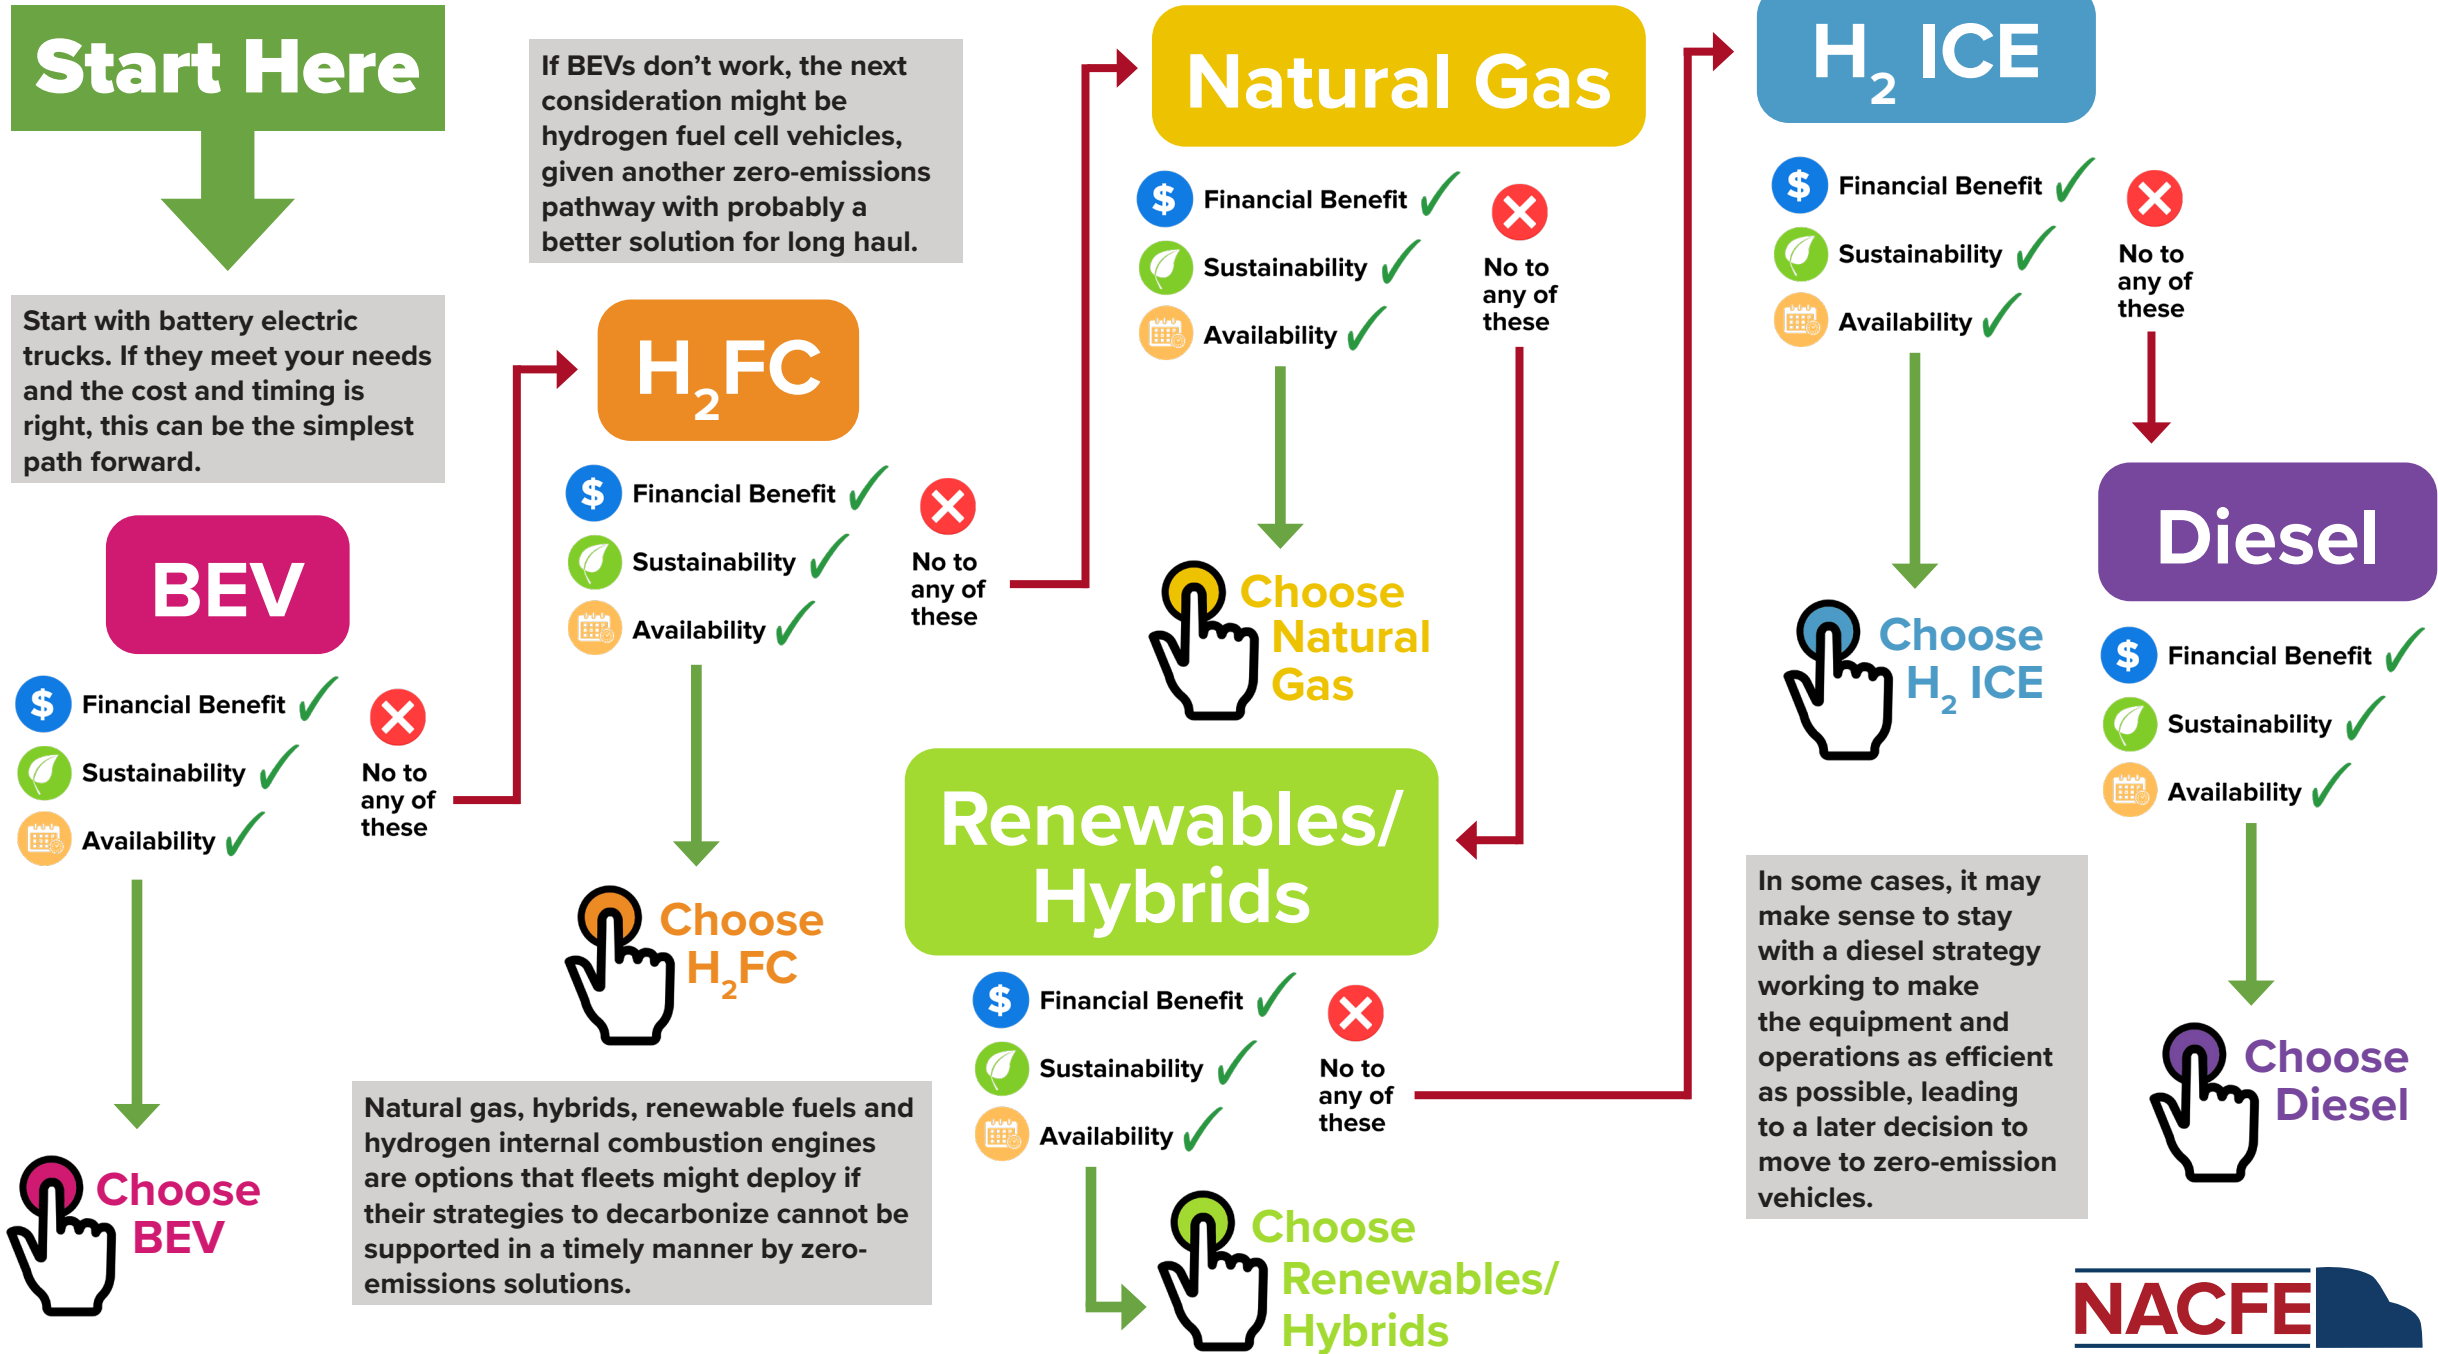 Start Here
Start with battery electric
trucks. If they meet your needs
and the cost and timing is
right, this can be the simplest
path forward.
BEV
Financial Benefit
Sustainability
Availability
No to
any of
these
Choose
BEV
If BEVs don’t work, the next
consideration might be
hydrogen fuel cell vehicles,
given another zero-emissions
pathway with probably a
better solution for long haul.
H₂FC
$ Financial Benefit
Sustainability
Availability
No to
any of
these
Choose
H₂FC
Natural gas, hybrids, renewable fuels and
hydrogen internal combustion engines
are options that fleets might deploy if
their strategies to decarbonize cannot be
supported in a timely manner by zero-
emissions solutions.
Natural Gas
$ Financial Benefit
Sustainability
Availability
No to
any of
these
Choose
Natural
Gas
Renewables/
Hybrids
$ Financial Benefit
Sustainability
Availability
No to
any of
these
Choose
Renewables/
Hybrids
H₂ ICE
$ Financial Benefit
Sustainability
Availability
No to
any of
these
Choose
H₂ ICE
Diesel
$ Financial Benefit
Sustainability
Availability
Choose
Diesel
In some cases, it may
make sense to stay
with a diesel strategy
working to make
the equipment and
operations as efficient
as possible, leading
to a later decision to
move to zero-emission
vehicles.
NACFE